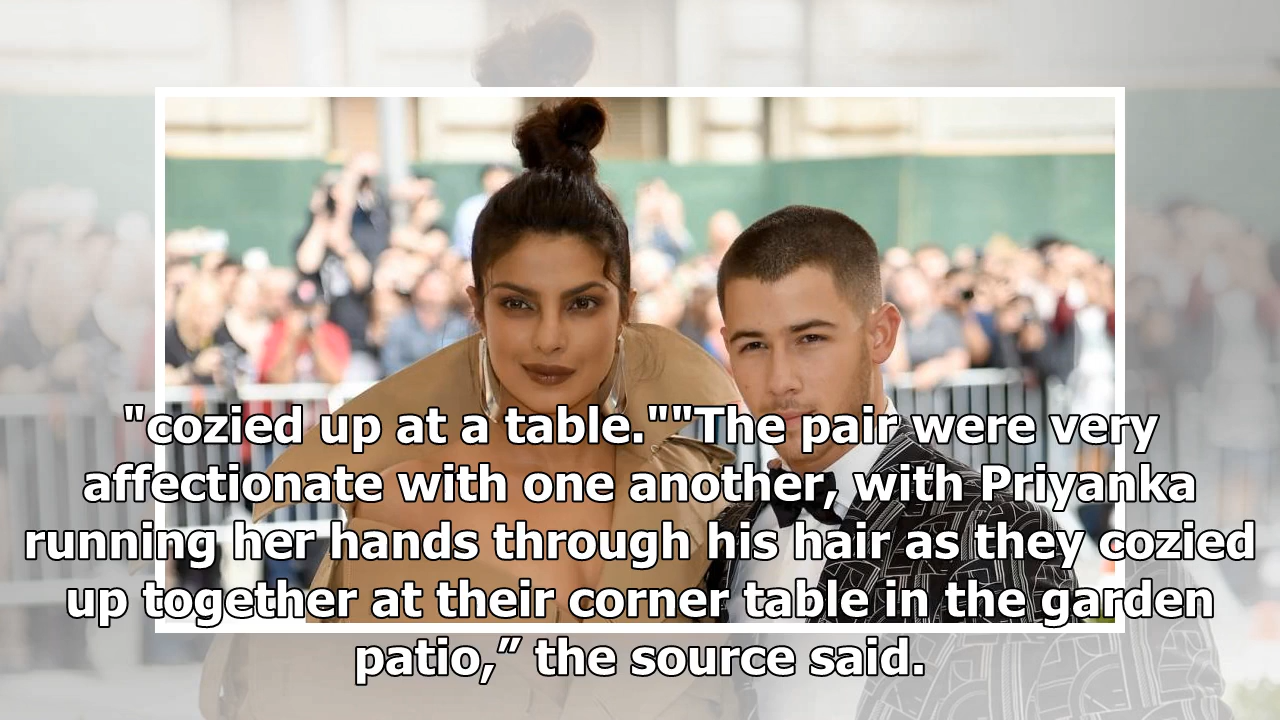 "cozied up at a table.""The pair were very
affectionate with one another, with Priyanka
running her hands through his hair as they cozied
up together at their corner table in the garden
patio,” the source said.